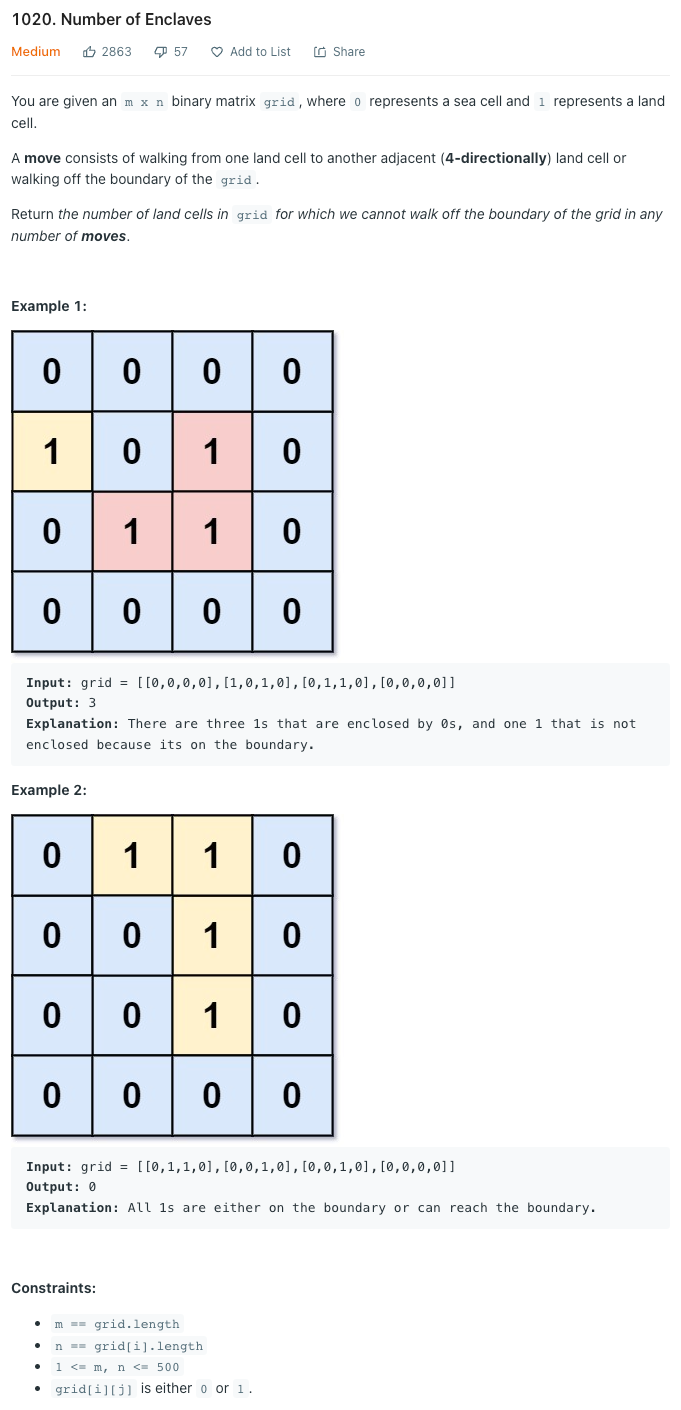 1020. Number of Enclaves
Medium 2863 57 Add to List Share
You are given an m x n binary matrix grid, where 0 represents a sea cell and 1 represents a land
cell.
A move consists of walking from one land cell to another adjacent (4-directionally) land cell or
walking off the boundary of the grid.
Return the number of land cells in grid for which we cannot walk off the boundary of the grid in any
number of moves.
Example 1:
0 0 0 0
1 0 1 0
0 1 1 0
0 0 0 0
Input: grid = [[0,0,0,0],[1,0,1,0],[0,1,1,0],[0,0,0,0]]
Output: 3
Explanation: There are three 1s that are enclosed by 0s, and one 1 that is not
enclosed because its on the boundary.
Example 2:
0 1 1 0
0 0 1 0
0 0 1 0
0 0 0 0
Input: grid = [[0,1,1,0],[0,0,1,0],[0,0,1,0],[0,0,0,0]]
Output: 0
Explanation: All 1s are either on the boundary or can reach the boundary.
Constraints:
• m == grid.length
• n == grid[i].length
• 1 <= m, n <= 500
• grid[i][j] is either 0 or 1.